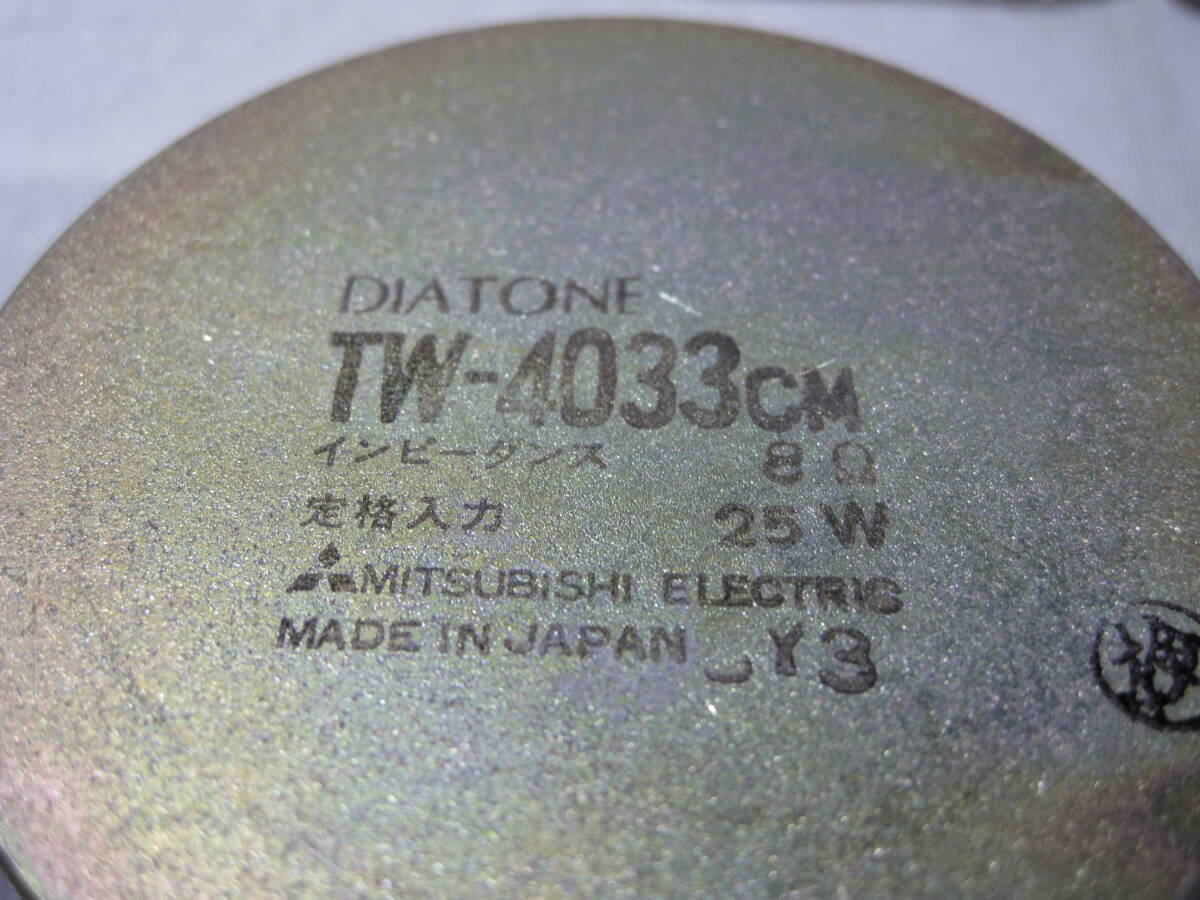 DIATONE
TW-4033CM
インピーダンス 8Ω
定格入力 25W
MITSUBISHI ELECTRIC
MADE IN JAPAN